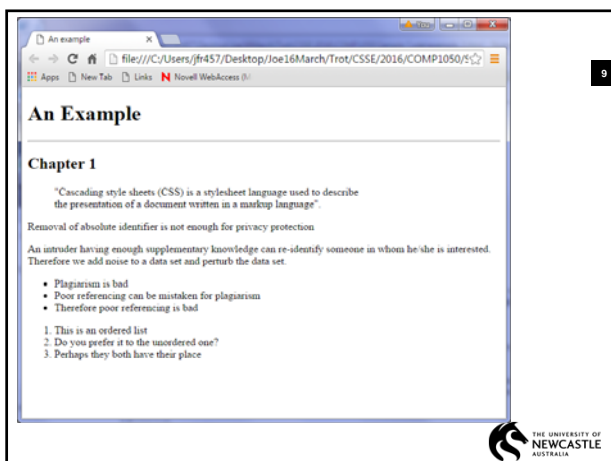 You
An example
file:///C:/Users/jfr457/Desktop/Joe16March/Trot/CSSE/2016/COMP1050/S
Apps New Tab Links Novell WebAccess (N
9
An Example
Chapter 1
"Cascading style sheets (CSS) is a stylesheet language used to describe
the presentation of a document written in a markup language".
Removal of absolute identifier is not enough for privacy protection
An intruder having enough supplementary knowledge can re-identify someone in whom he/she is interested.
Therefore we add noise to a data set and perturb the data set.
• Plagiarism is bad
• Poor referencing can be mistaken for plagiarism
• Therefore poor referencing is bad
1. This is an ordered list
2. Do you prefer it to the unordered one?
3. Perhaps they both have their place
THE UNIVERSITY OF
NEWCASTLE
AUSTRALIA